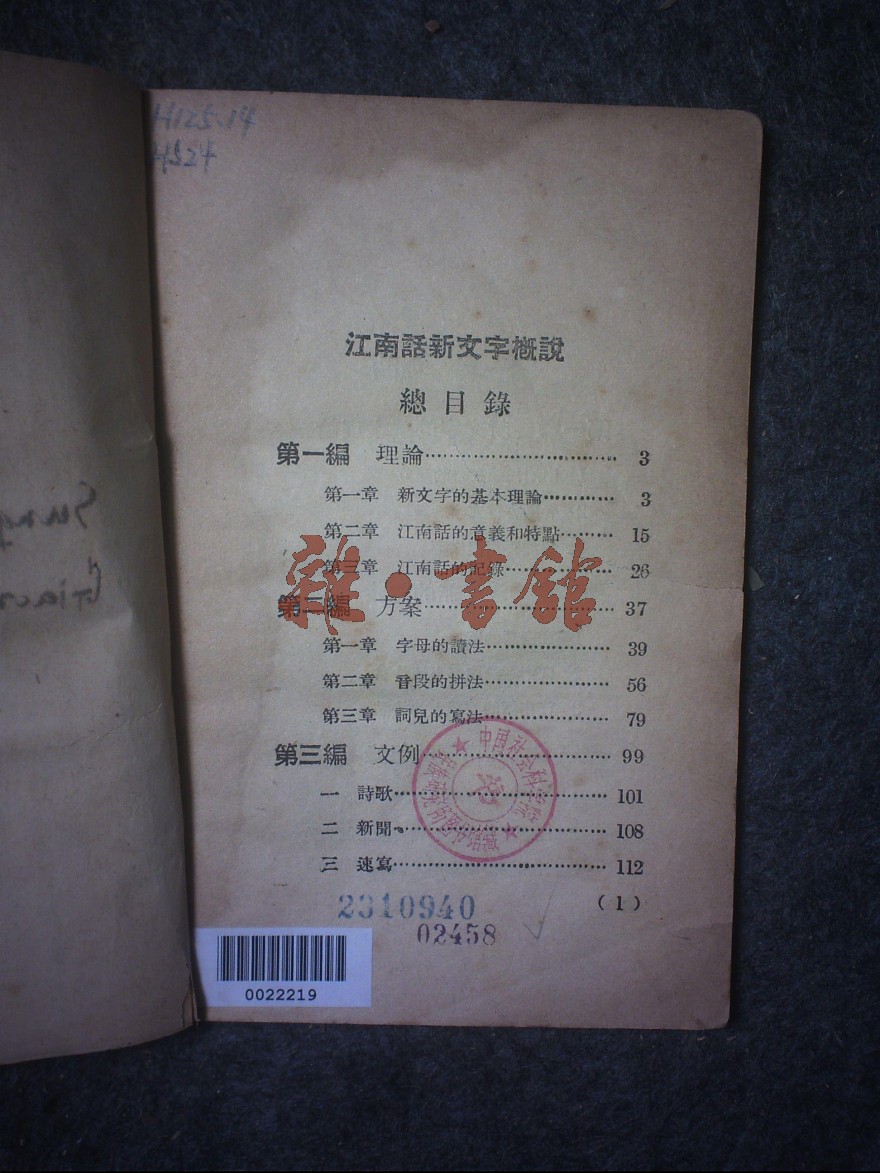 H125.14
H524
江南話新文字槪說
總目錄
第一編 理論 3
第一章 新文字的基本理論 3
第二章 江南話的意義和特點 15
第三章 江南話的記錄 26
雜·書館
第二編 方案 37
第一章 字母的讀法 39
第二章 音段的拼法 56
第三章 詞兒的寫法 79
第三編 文例 99
一 詩歌 101
二 新聞 108
三 速寫 112
(1)
2310940
02458
0022219